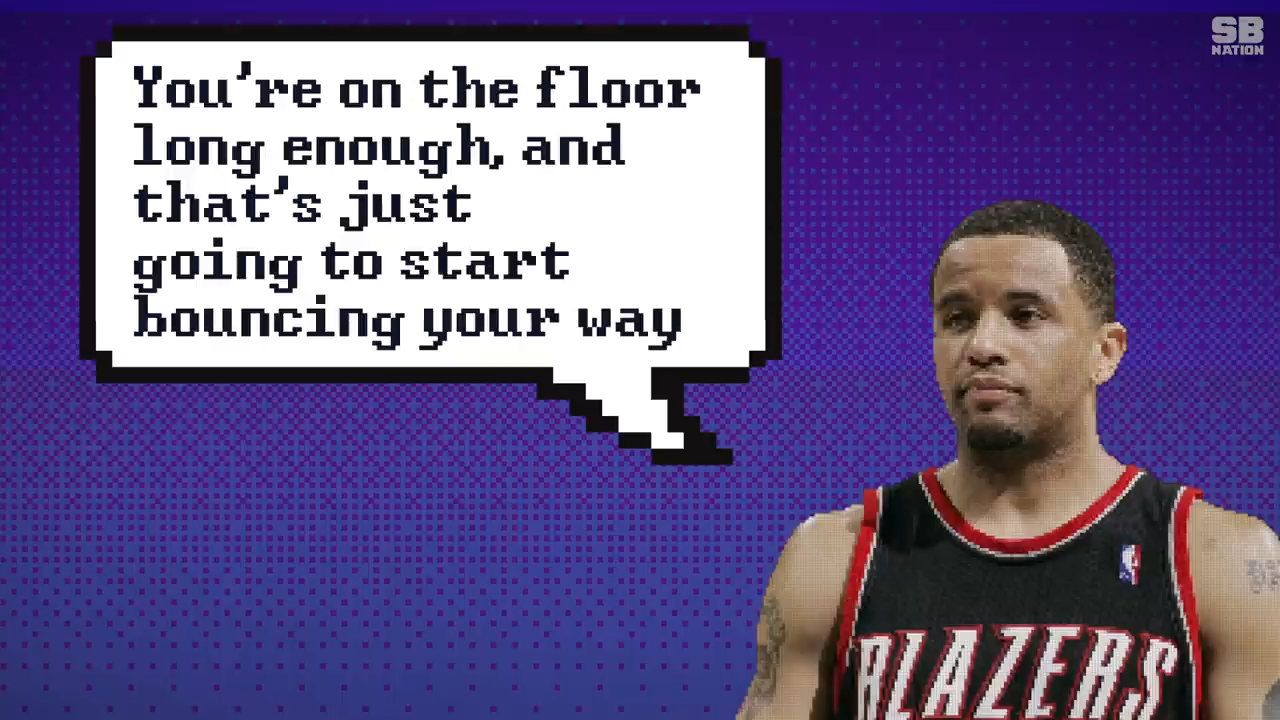 SB
NATION
You're on the floor
long enough, and
that's just
going to start
bouncing your way
BLAZERS